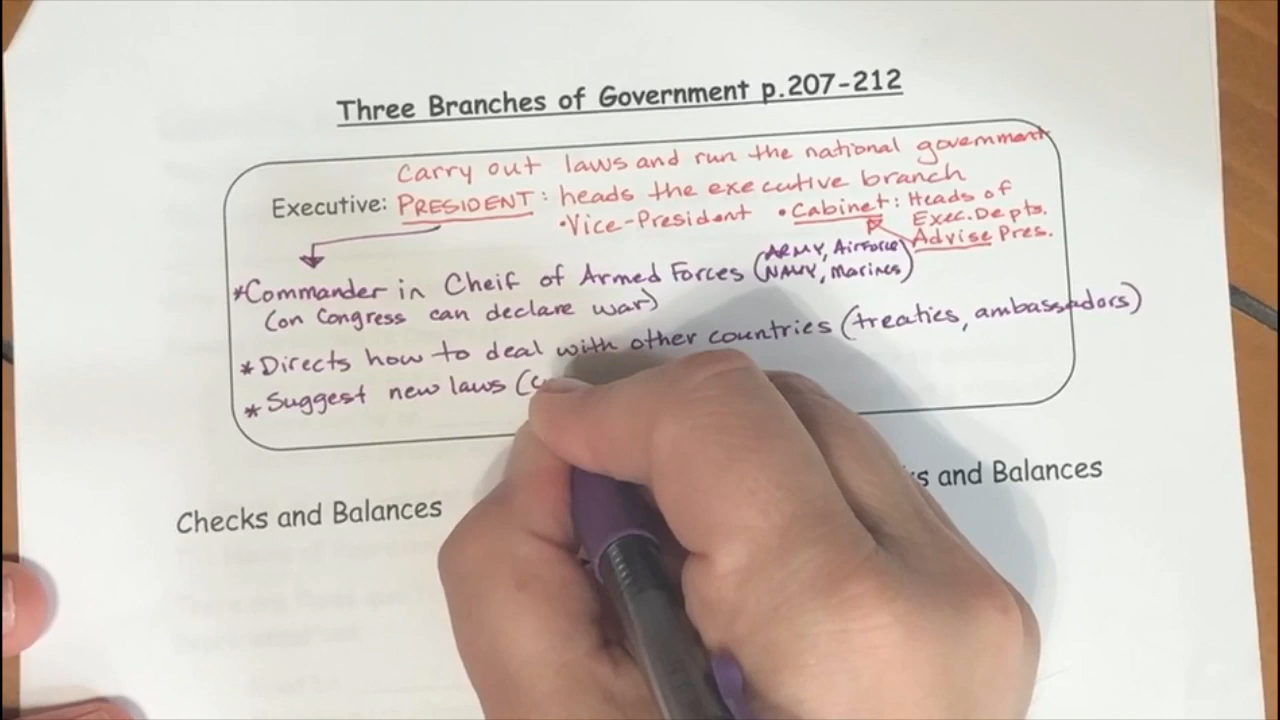 Three Branches of Government p.207-212
Carry out laws and run the national government
Executive: PRESIDENT: heads the executive branch
•Vice-President •Cabinet: Heads of
Exec. Depts.
Advise Pres.
*Commander in Cheif of Armed Forces (ARMY, Airforce
NAVY, Marines)
(on Congress can declare war)
*Directs how to deal with other countries (treaties, ambassadors)
*Suggest new laws (
Checks and Balances
and Balances